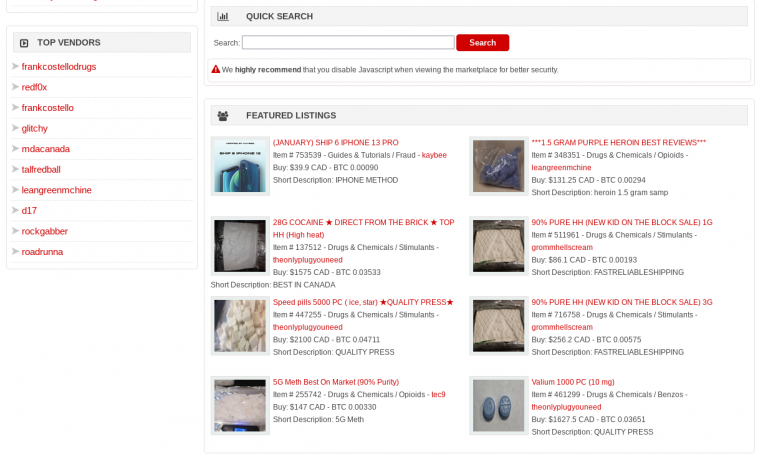 TOP VENDORS
frankcostellodrugs
redf0x
frankcostello
glitchy
mdacanada
talfredball
leangreenmchine
d17
rockgabber
roadrunna
QUICK SEARCH
Search:
Search
We highly recommend that you disable Javascript when viewing the marketplace for better security.
FEATURED LISTINGS
SHIP 6 IPHONE 13
(JANUARY) SHIP 6 IPHONE 13 PRO
Item # 753539 - Guides & Tutorials / Fraud - kaybee
Buy: $39.9 CAD - BTC 0.00090
Short Description: IPHONE METHOD
***1.5 GRAM PURPLE HEROIN BEST REVIEWS***
Item # 348351 - Drugs & Chemicals / Opioids -
leangreenmchine
Buy: $131.25 CAD - BTC 0.00294
Short Description: heroin 1.5 gram samp
28G COCAINE ★ DIRECT FROM THE BRICK ★ TOP
HH (High heat)
Item # 137512 - Drugs & Chemicals / Stimulants -
theonlyplugyouneed
Buy: $1575 CAD - BTC 0.03533
Short Description: BEST IN CANADA
90% PURE HH (NEW KID ON THE BLOCK SALE) 1G
Item # 511961 - Drugs & Chemicals / Stimulants -
grommhellscream
Buy: $86.1 CAD - BTC 0.00193
Short Description: FASTRELIABLESHIPPING
Speed pills 5000 PC ( ice, star) ★QUALITY PRESS★
Item # 447255 - Drugs & Chemicals / Stimulants -
theonlyplugyouneed
Buy: $2100 CAD - BTC 0.04711
Short Description: QUALITY PRESS
90% PURE HH (NEW KID ON THE BLOCK SALE) 3G
Item # 716758 - Drugs & Chemicals / Stimulants -
grommhellscream
Buy: $256.2 CAD - BTC 0.00575
Short Description: FASTRELIABLESHIPPING
5G Meth Best On Market (90% Purity)
Item # 255742 - Drugs & Chemicals / Opioids - tec9
Buy: $147 CAD - BTC 0.00330
Short Description: 5G Meth
Valium 1000 PC (10 mg)
Item # 461299 - Drugs & Chemicals / Benzos -
theonlyplugyouneed
Buy: $1627.5 CAD - BTC 0.03651
Short Description: QUALITY PRESS